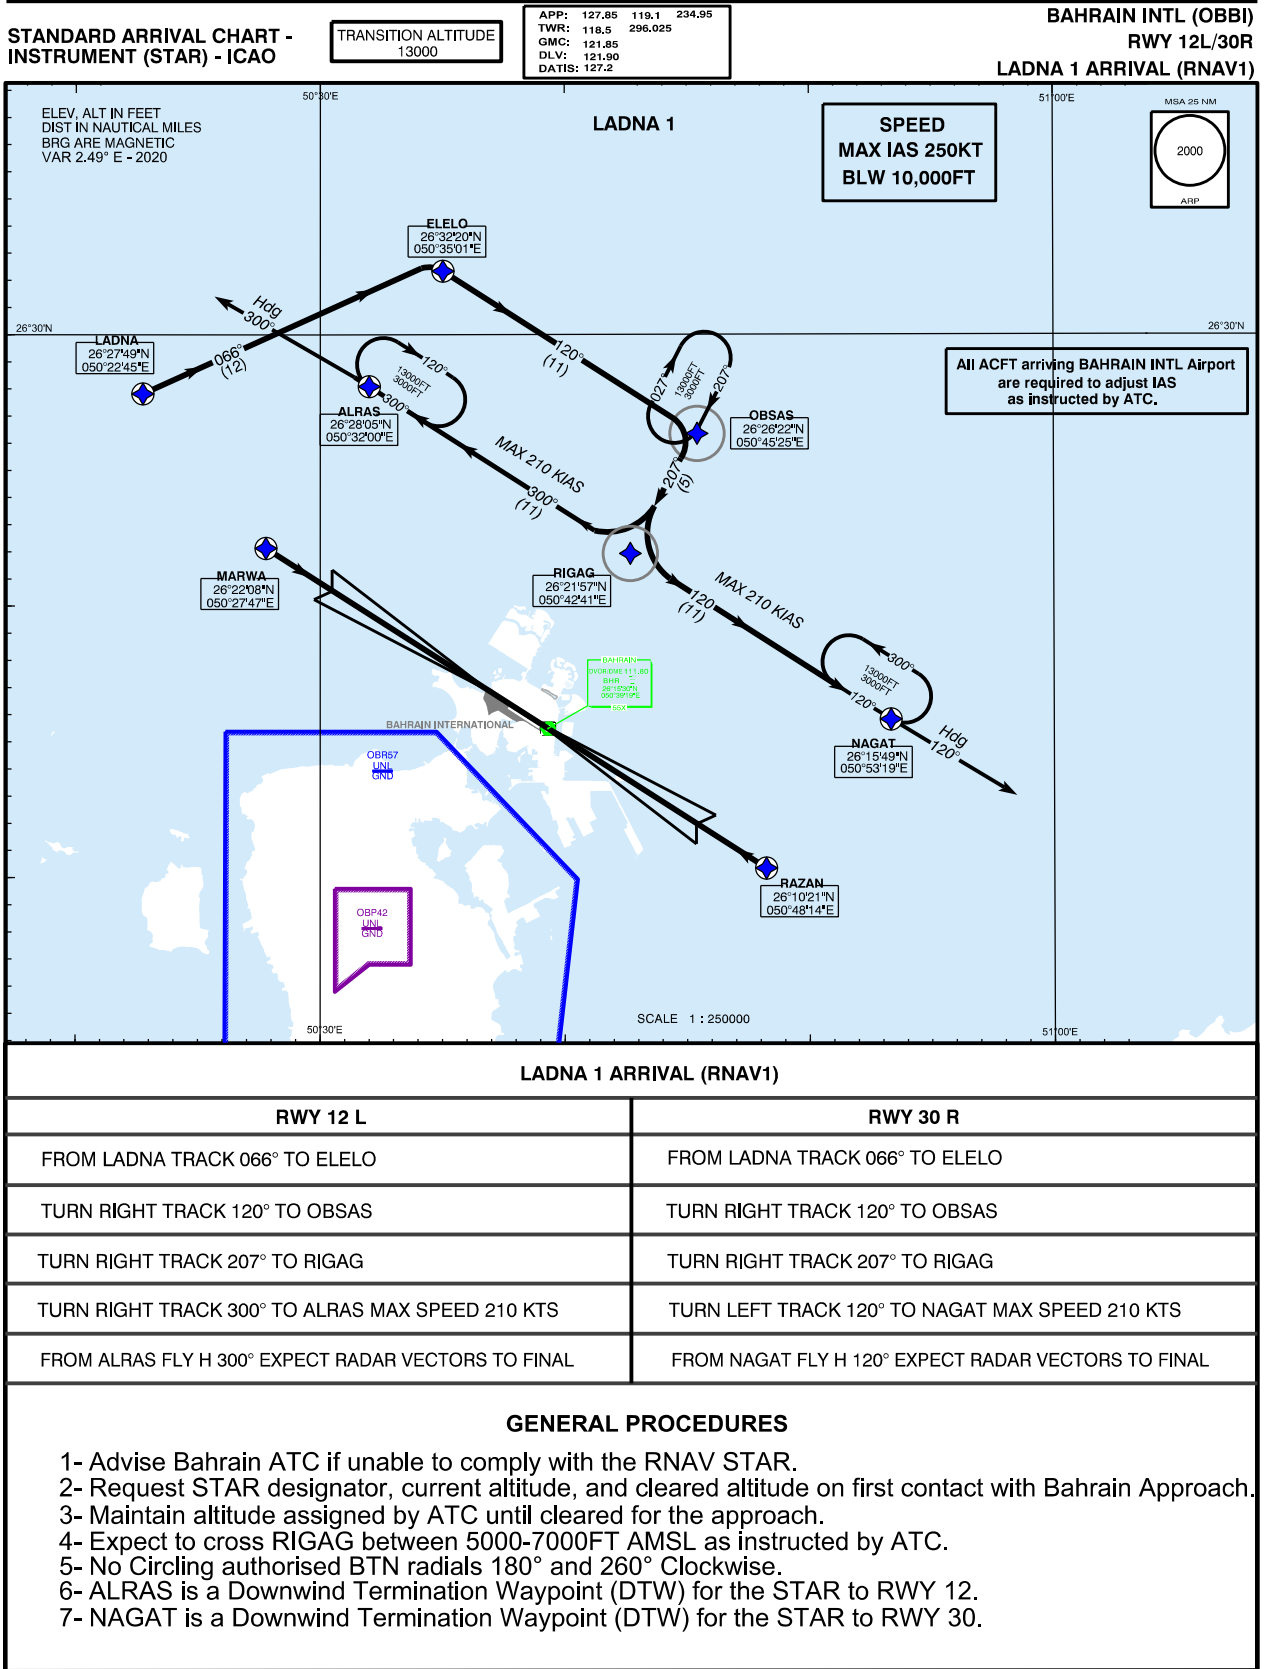 STANDARD ARRIVAL CHART -
INSTRUMENT (STAR) - ICAO
TRANSITION ALTITUDE
13000
APP: 127.85 119.1 234.95
TWR: 118.5 296.025
GMC: 121.85
DLV: 121.90
DATIS: 127.2
BAHRAIN INTL (OBBI)
RWY 12L/30R
LADNA 1 ARRIVAL (RNAV1)
50°30'E
51°00'E
ELEV, ALT IN FEET
DIST IN NAUTICAL MILES
BRG ARE MAGNETIC
VAR 2.49° E - 2020
LADNA 1
SPEED
MAX IAS 250KT
BLW 10,000FT
MSA 25 NM
2000
ARP
ELELO
26°32'20"N
050°35'01"E
Hdg
300°
26°30'N
26°30'N
LADNA
26°27'49"N
050°22'45"E
066°
(12)
120°
(11)
120°
13000FT
3000FT
300°
ALRAS
26°28'05"N
050°32'00"E
027°
13000FT
3000FT
207°
All ACFT arriving BAHRAIN INTL Airport
are required to adjust IAS
as instructed by ATC.
OBSAS
26°26'22"N
050°45'25"E
207°
(5)
MAX 210 KIAS
300°
(11)
MARWA
26°22'08"N
050°27'47"E
RIGAG
26°21'57"N
050°42'41"E
MAX 210 KIAS
120
(11)
300°
13000FT
3000FT
120°
BAHRAIN
DVOR/DME 111.80
BHR
26°15'30"N
050°39'15"E
55X
BAHRAIN INTERNATIONAL
NAGAT
26°15'49"N
050°53'19"E
Hdg
120°
OBR57
UNL
GND
RAZAN
26°10'21"N
050°48'14"E
OBP42
UNL
GND
SCALE 1 : 250000
50°30'E
51°00'E
LADNA 1 ARRIVAL (RNAV1)
RWY 12 L
RWY 30 R
FROM LADNA TRACK 066° TO ELELO
FROM LADNA TRACK 066° TO ELELO
TURN RIGHT TRACK 120° TO OBSAS
TURN RIGHT TRACK 120° TO OBSAS
TURN RIGHT TRACK 207° TO RIGAG
TURN RIGHT TRACK 207° TO RIGAG
TURN RIGHT TRACK 300° TO ALRAS MAX SPEED 210 KTS
TURN LEFT TRACK 120° TO NAGAT MAX SPEED 210 KTS
FROM ALRAS FLY H 300° EXPECT RADAR VECTORS TO FINAL
FROM NAGAT FLY H 120° EXPECT RADAR VECTORS TO FINAL
GENERAL PROCEDURES
1- Advise Bahrain ATC if unable to comply with the RNAV STAR.
2- Request STAR designator, current altitude, and cleared altitude on first contact with Bahrain Approach.
3- Maintain altitude assigned by ATC until cleared for the approach.
4- Expect to cross RIGAG between 5000-7000FT AMSL as instructed by ATC.
5- No Circling authorised BTN radials 180° and 260° Clockwise.
6- ALRAS is a Downwind Termination Waypoint (DTW) for the STAR to RWY 12.
7- NAGAT is a Downwind Termination Waypoint (DTW) for the STAR to RWY 30.